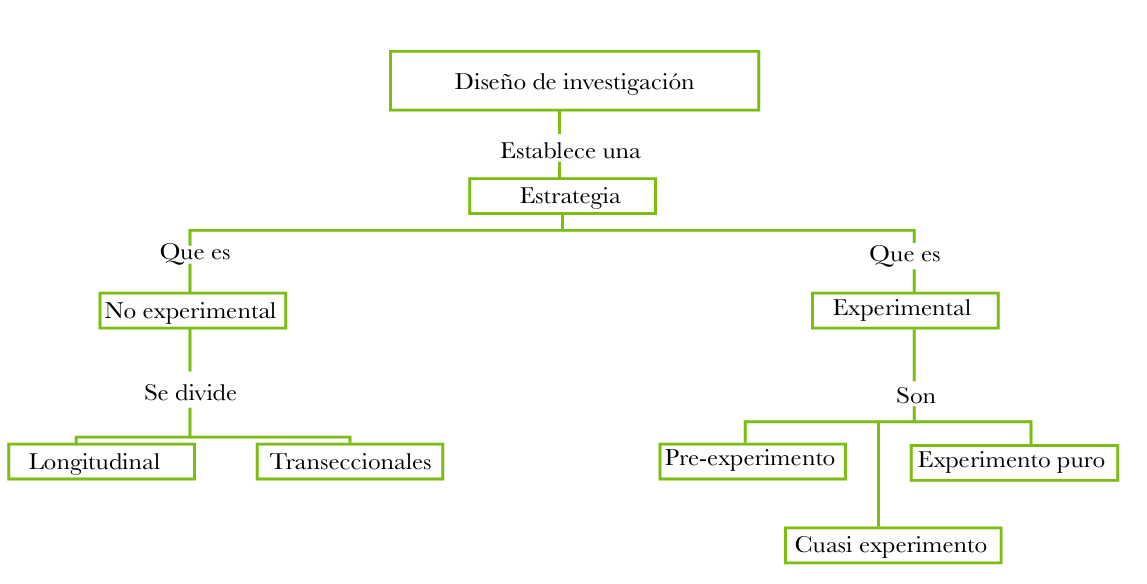 Diseño de investigación
Establece una
Estrategia
Que es
Que es
No experimental
Experimental
Se divide
Son
Longitudinal
Transeccionales
Pre-experimento
Experimento puro
Cuasi experimento